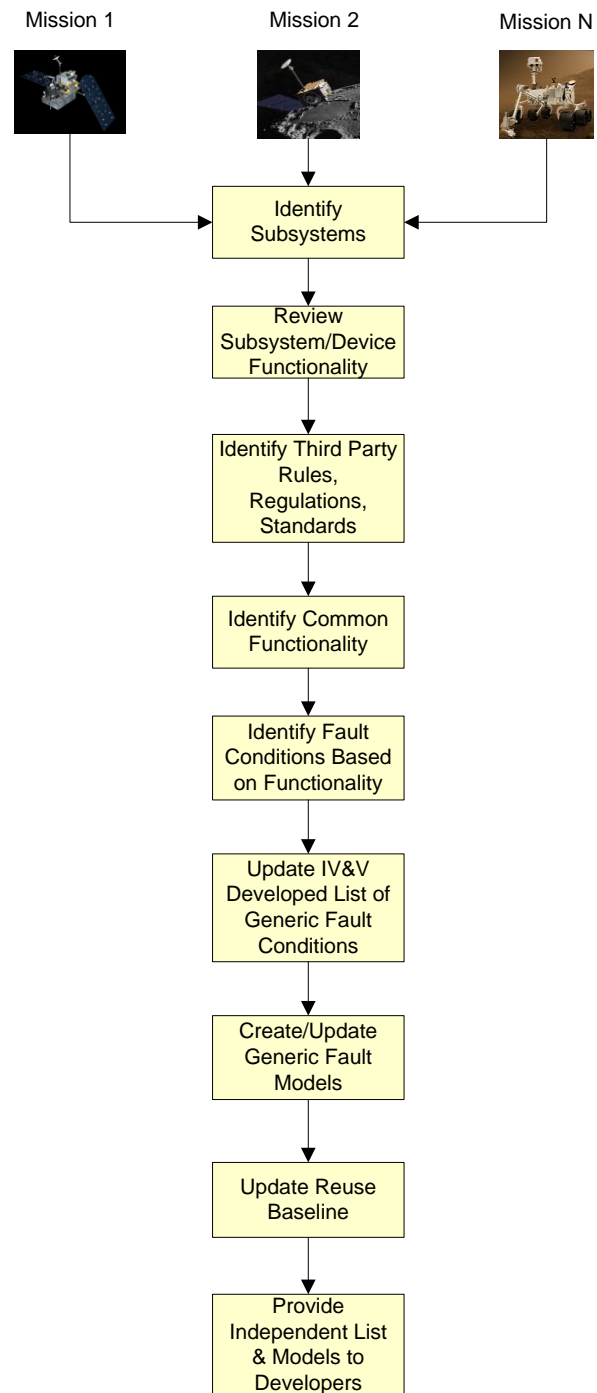 Mission 1
Mission 2
Mission N
Identify
Subsystems
Review
Subsystem/Device
Functionality
Identify Third Party
Rules,
Regulations,
Standards
Identify Common
Functionality
Identify Fault
Conditions Based
on Functionality
Update IV&V
Developed List of
Generic Fault
Conditions
Create/Update
Generic Fault
Models
Update Reuse
Baseline
Provide
Independent List
& Models to
Developers